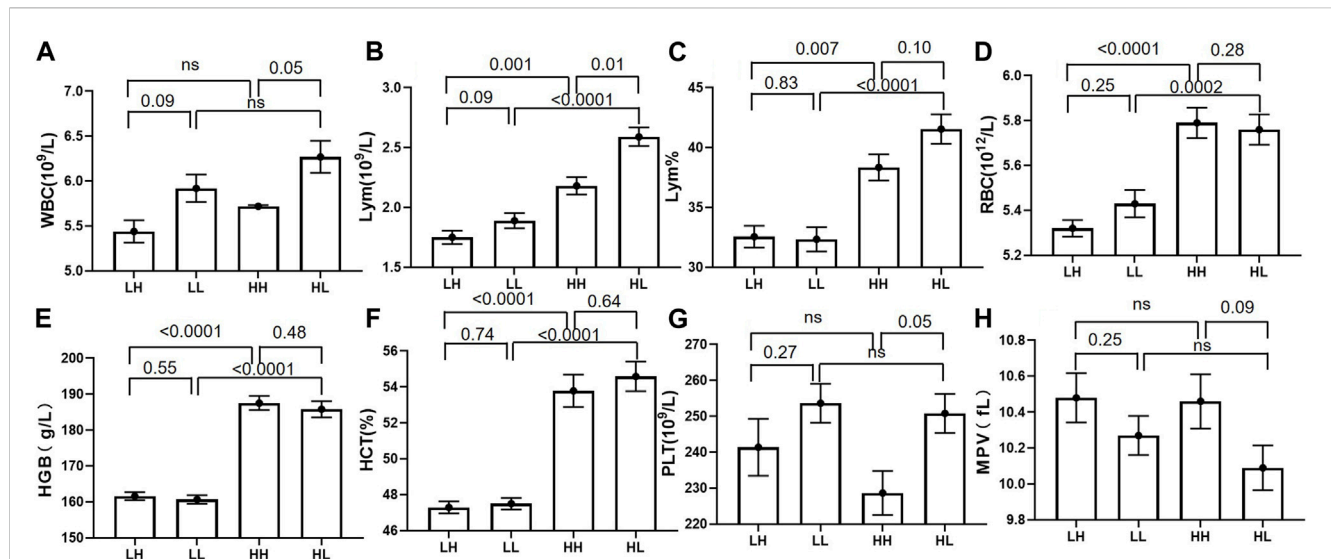 A
ns
0.05
0.09
ns
WBC(10⁹/L)
7.0
6.5
6.0
5.5
5.0
LH LL HH HL
B
0.001
0.01
0.09
<0.0001
Lym(10⁹/L)
3.0
2.5
2.0
1.5
LH LL HH HL
C
0.007
0.10
0.83
<0.0001
Lym%
45
40
35
30
LH LL HH HL
D
<0.0001
0.28
0.25
0.0002
RBC(10¹²/L)
6.0
5.8
5.6
5.4
5.2
LH LL HH HL
E
<0.0001
0.48
0.55
<0.0001
HGB（g/L)
200
190
180
170
160
150
LH LL HH HL
F
<0.0001
0.64
0.74
<0.0001
HCT(%)
56
54
52
50
48
46
LH LL HH HL
G
ns
0.05
0.27
ns
PLT(10⁹/L)
270
260
250
240
230
220
LH LL HH HL
H
ns
0.09
0.25
ns
MPV（fL)
10.8
10.6
10.4
10.2
10.0
9.8
LH LL HH HL